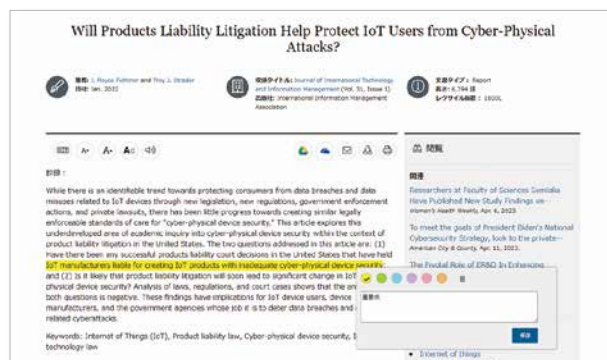 Will Products Liability Litigation Help Protect IoT Users from Cyber-Physical
Attacks?
著者: L. Royce Fichtner and Troy J. Strader
日付: Jan. 2022
収録タイトル: Journal of International Technology
and Information Management (Vol. 31, Issue 1)
出版社: International Information Management
Association
文書タイプ: Report
長さ: 8,794 語
レクサイル指数: 1600L
閲覧
抄録:
While there is an identifiable trend towards protecting consumers from data breaches and data
misuses related to IoT devices through new legislation, new regulations, government enforcement
actions, and private lawsuits, there has been little progress towards creating similar legally
enforceable standards of care for "cyber-physical device security." This article explores this
underdeveloped area of academic inquiry into cyber-physical device security within the context of
product liability litigation in the United States. The two questions addressed in this article are: (1)
Have there been any successful products liability court decisions in the United States that have held
IoT manufacturers liable for creating IoT products with inadequate cyber-physical device security
and (2) Is it likely product liability litigation will soon lead to significant change in IoT
physical device security? Analysis of laws, regulations, and court cases shows that the an
both questions is negative. These findings have implications for IoT device users, device
manufacturers, and the government agencies whose job it is to deter data breaches and
related cyberattacks.
Keywords: Internet of Things (IoT), Product liability law, Cyber-physical device security, I
technology law
関連
Researchers at Faculty of Sciences Semlalia
Have Published New Study Findings on...
Women's Health Weekly, Apr. 6, 2023
To meet the goals of President Biden's National
Cybersecurity Strategy, look to the private...
American City & County, Apr. 11, 2023
The Pivotal Role of ER&D In Enhancing
重要点
保存
Internet of things